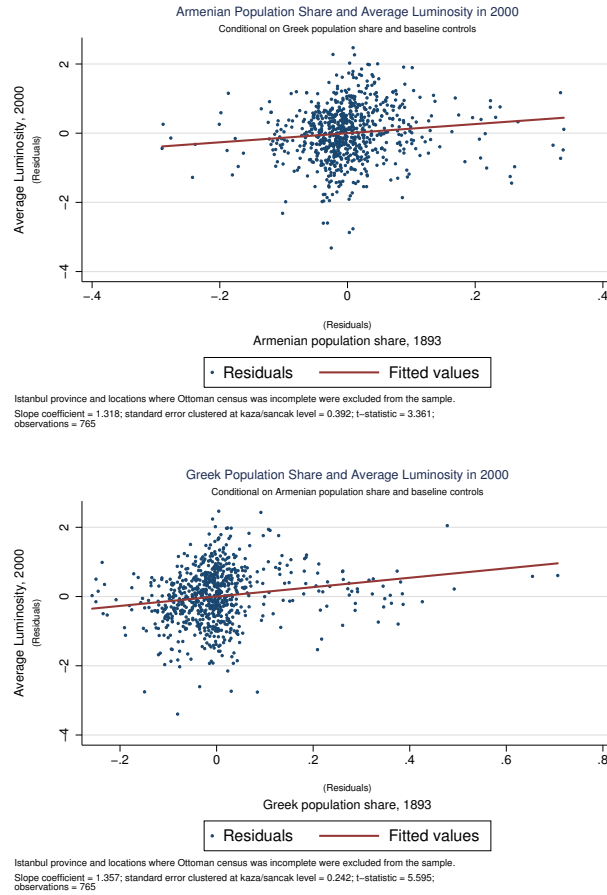 Armenian Population Share and Average Luminosity in 2000
Conditional on Greek population share and baseline controls
Average Luminosity, 2000
(Residuals)
2
0
−2
−4
−.4
−.2
0
.2
.4
(Residuals)
Armenian population share, 1893
Residuals
Fitted values
Istanbul province and locations where Ottoman census was incomplete were excluded from the sample.
Slope coefficient = 1.318; standard error clustered at kaza/sancak level = 0.392; t−statistic = 3.361;
observations = 765
Greek Population Share and Average Luminosity in 2000
Conditional on Armenian population share and baseline controls
Average Luminosity, 2000
(Residuals)
2
0
−2
−4
−.2
0
.2
.4
.6
.8
(Residuals)
Greek population share, 1893
Residuals
Fitted values
Istanbul province and locations where Ottoman census was incomplete were excluded from the sample.
Slope coefficient = 1.357; standard error clustered at kaza/sancak level = 0.242; t−statistic = 5.595;
observations = 765